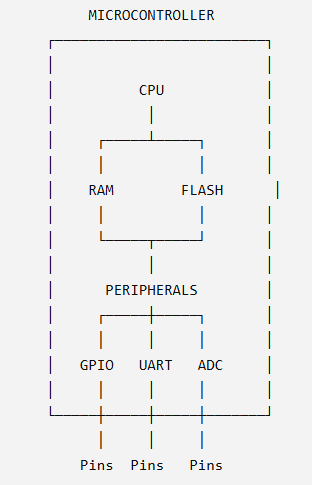 MICROCONTROLLER
CPU
RAM FLASH
PERIPHERALS
GPIO UART ADC
Pins Pins Pins